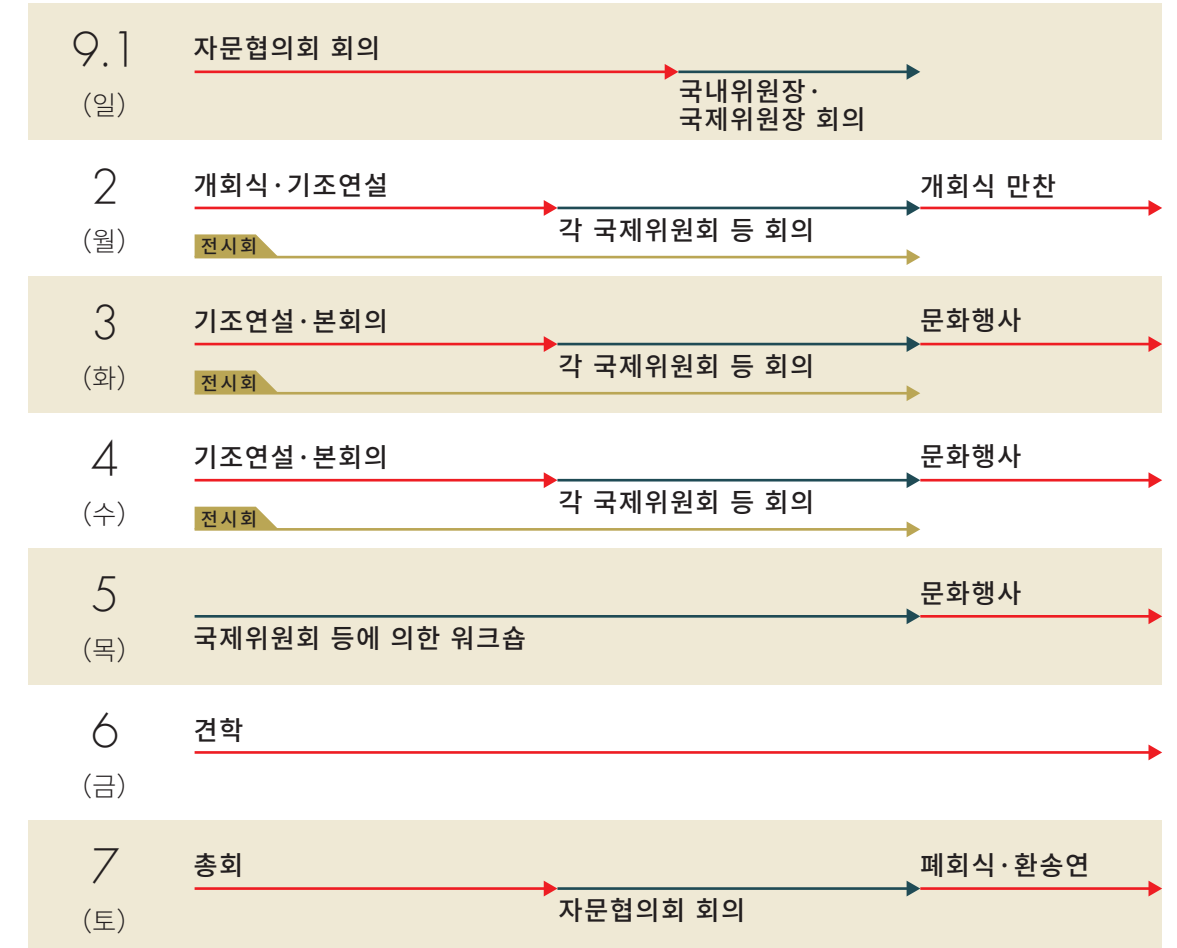 9.1
(일)
자문협의회 회의
국내위원장·
국제위원장 회의
2
(월)
개회식·기조연설
각 국제위원회 등 회의
개회식 만찬
전시회
3
(화)
기조연설·본회의
각 국제위원회 등 회의
문화행사
전시회
4
(수)
기조연설·본회의
각 국제위원회 등 회의
문화행사
전시회
5
(목)
국제위원회 등에 의한 워크숍
문화행사
6
(금)
견학
7
(토)
총회
자문협의회 회의
폐회식·환송연